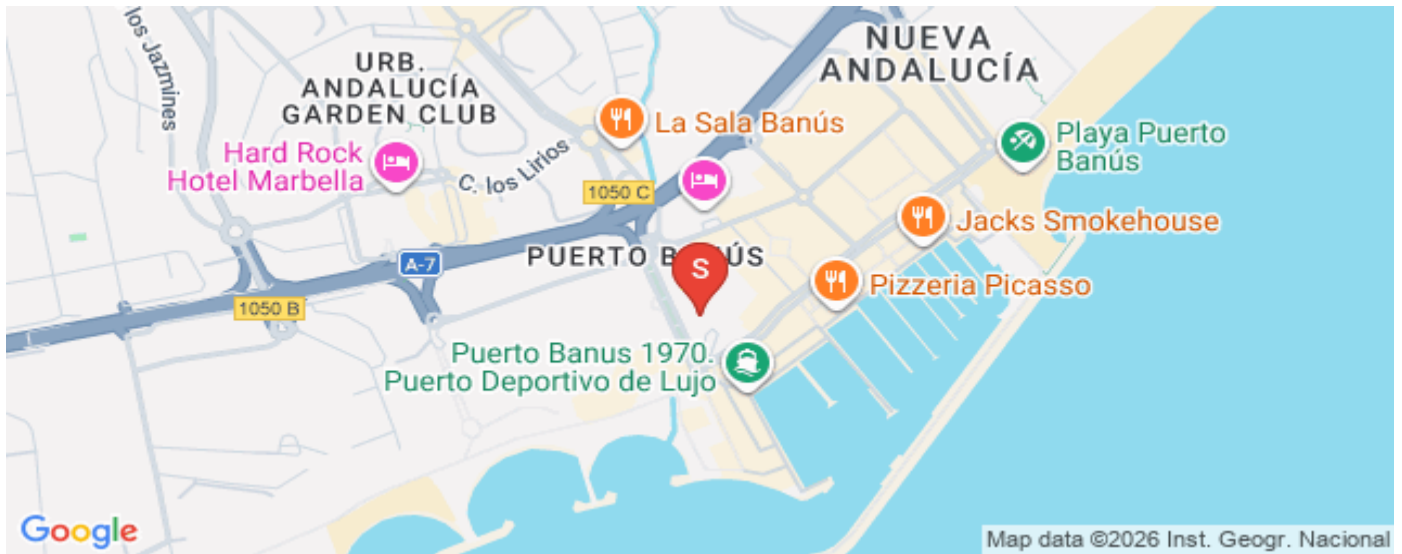 los Jazmines
URB.
ANDALUCÍA
GARDEN CLUB
NUEVA
ANDALUCÍA
La Sala Banús
Playa Puerto
Banús
Hard Rock
Hotel Marbella
C. los Lirios
1050 C
Jacks Smokehouse
PUERTO B
ÚS
S
A-7
Pizzeria Picasso
1050 B
Puerto Banus 1970.
Puerto Deportivo de Lujo
Google
Map data ©2026 Inst. Geogr. Nacional